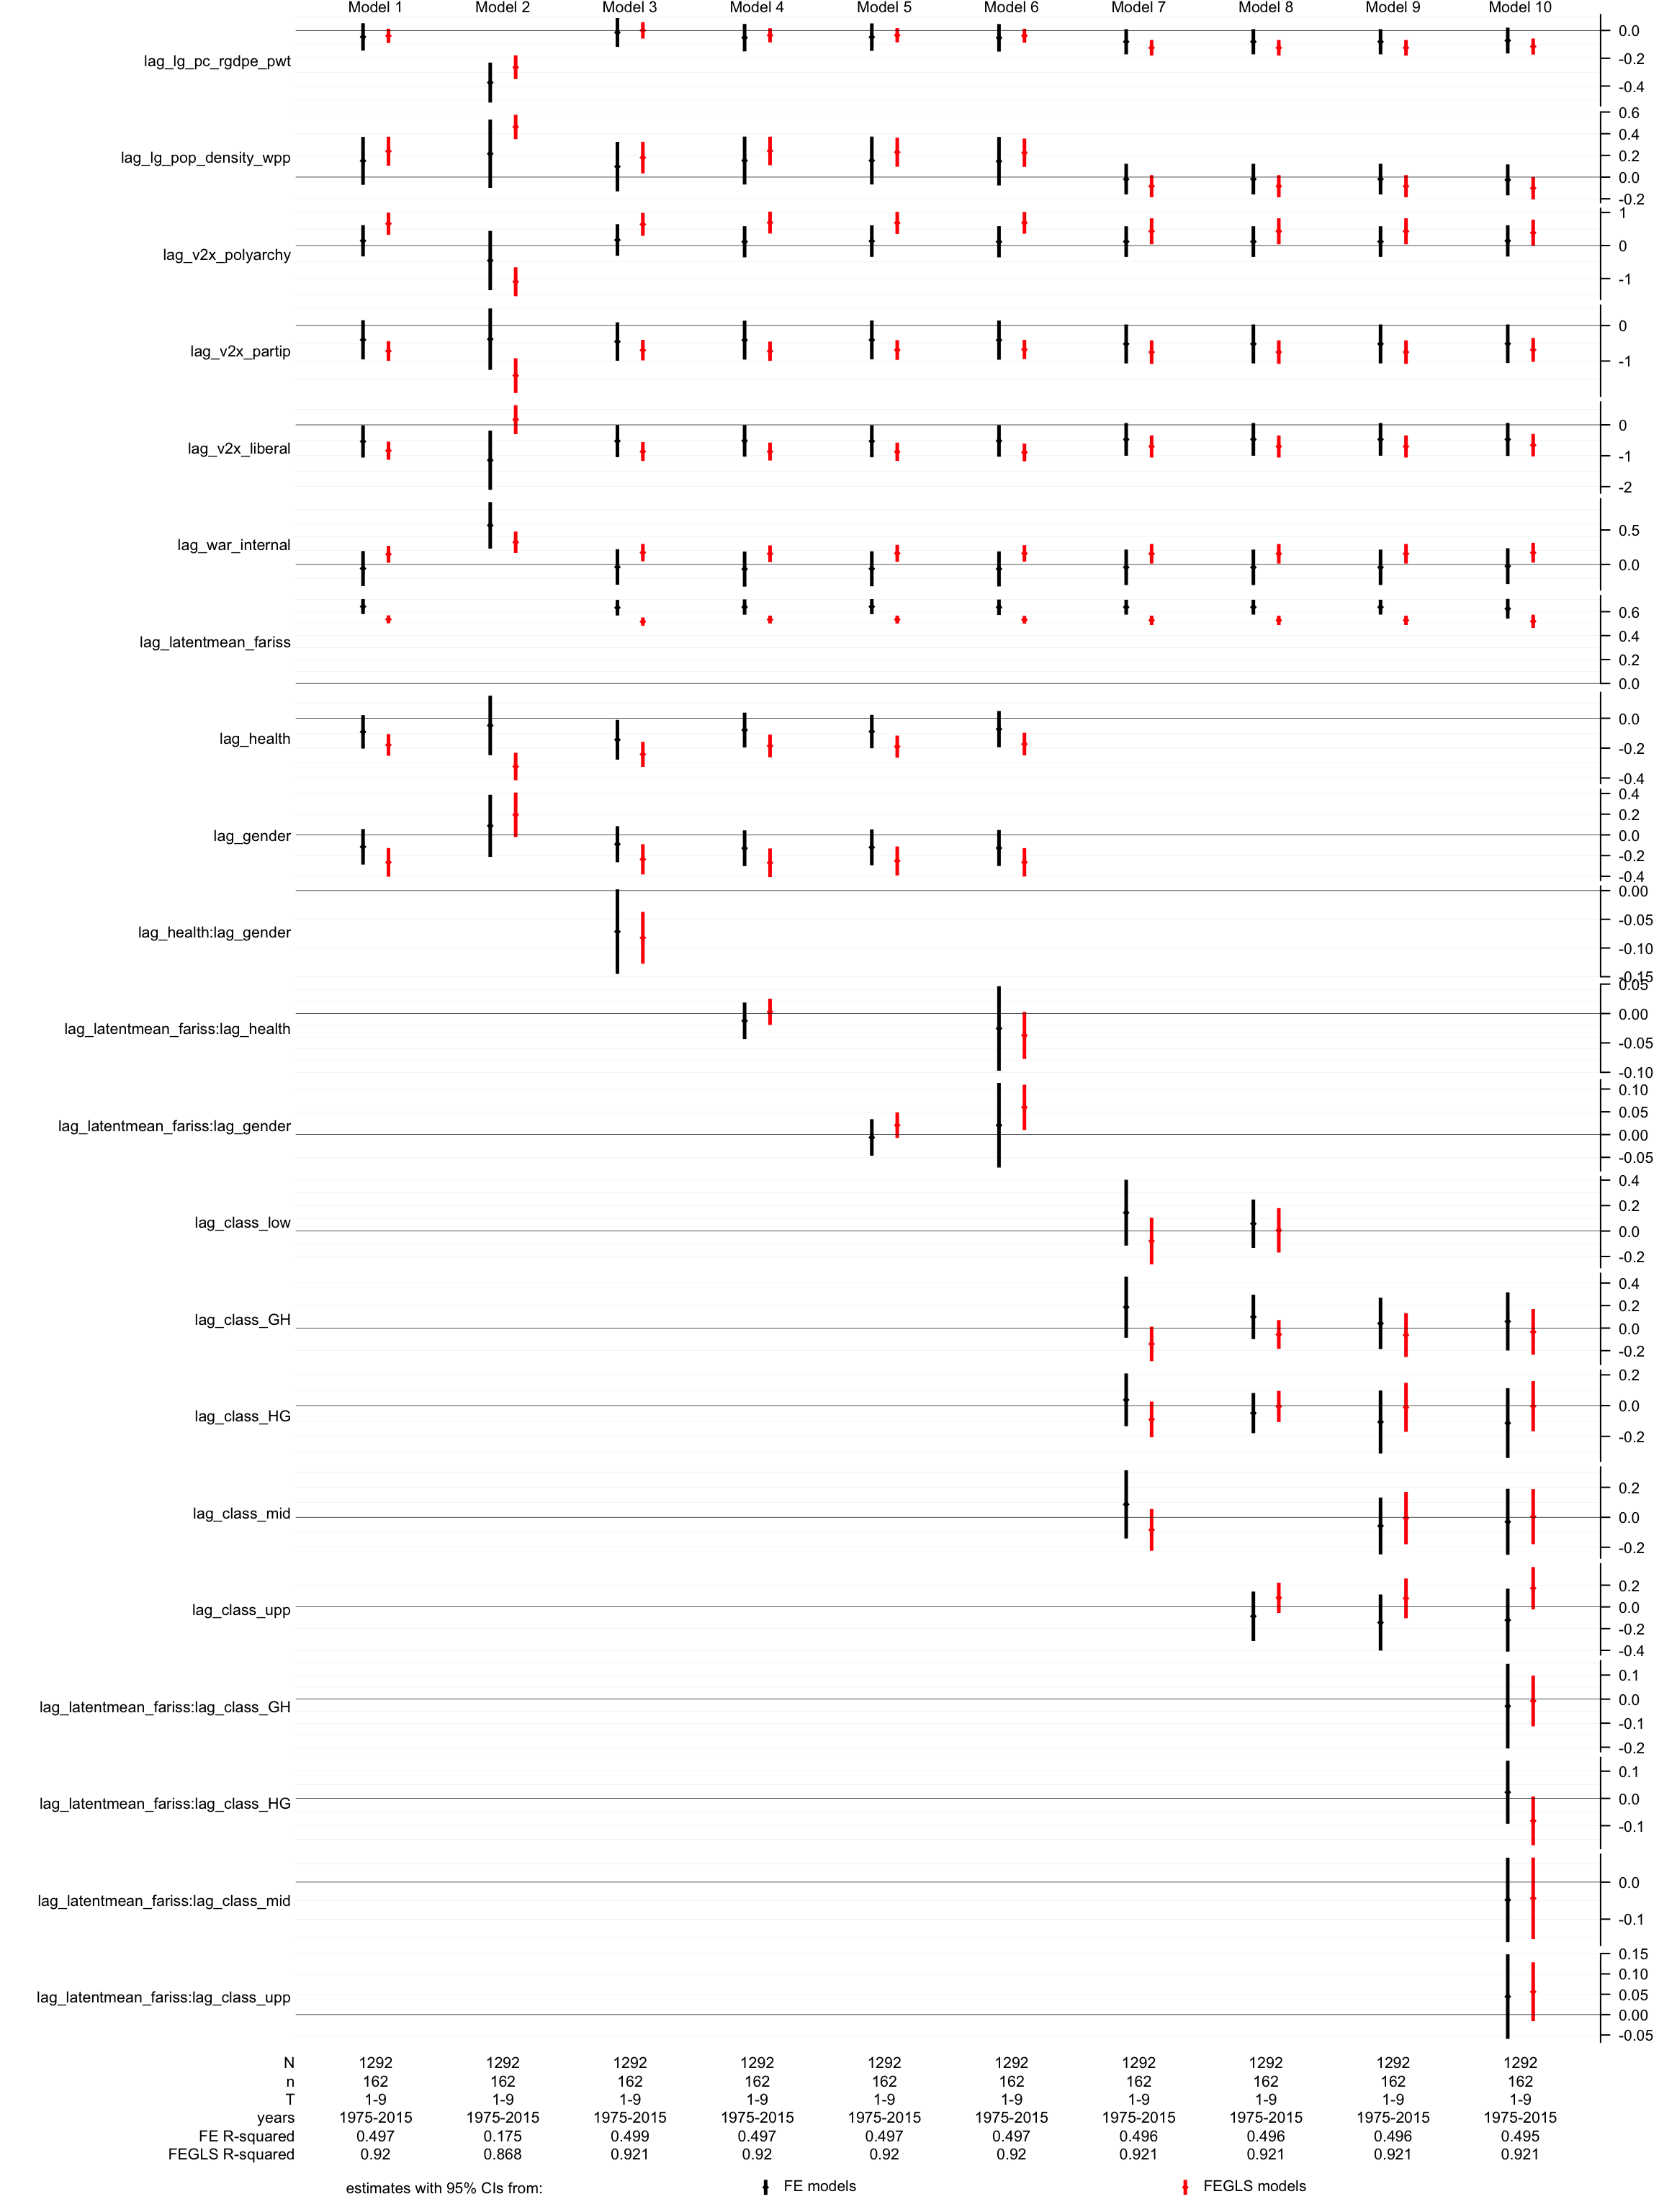 Model 1 Model 2 Model 3 Model 4 Model 5 Model 6 Model 7 Model 8 Model 9 Model 10
lag_lg_pc_rgdpe_pwt
0.0
-0.2
-0.4
lag_lg_pop_density_wpp
0.6
0.4
0.2
0.0
-0.2
lag_v2x_polyarchy
1
0
-1
lag_v2x_partip
0
-1
lag_v2x_liberal
0
-1
-2
lag_war_internal
0.5
0.0
lag_latentmean_fariss
0.6
0.4
0.2
0.0
lag_health
0.0
-0.2
-0.4
lag_gender
0.4
0.2
0.0
-0.2
-0.4
lag_health:lag_gender
0.00
-0.05
-0.10
-0.15
lag_latentmean_fariss:lag_health
0.05
0.00
-0.05
-0.10
lag_latentmean_fariss:lag_gender
0.10
0.05
0.00
-0.05
lag_class_low
0.4
0.2
0.0
-0.2
lag_class_GH
0.4
0.2
0.0
-0.2
lag_class_HG
0.2
0.0
-0.2
lag_class_mid
0.2
0.0
-0.2
lag_class_upp
0.2
0.0
-0.2
-0.4
lag_latentmean_fariss:lag_class_GH
0.1
0.0
-0.1
-0.2
lag_latentmean_fariss:lag_class_HG
0.1
0.0
-0.1
lag_latentmean_fariss:lag_class_mid
0.0
-0.1
lag_latentmean_fariss:lag_class_upp
0.15
0.10
0.05
0.00
-0.05
N 1292 1292 1292 1292 1292 1292 1292 1292 1292 1292
n 162 162 162 162 162 162 162 162 162 162
T 1-9 1-9 1-9 1-9 1-9 1-9 1-9 1-9 1-9 1-9
years 1975-2015 1975-2015 1975-2015 1975-2015 1975-2015 1975-2015 1975-2015 1975-2015 1975-2015 1975-2015
FE R-squared 0.497 0.175 0.499 0.497 0.497 0.497 0.496 0.496 0.496 0.495
FEGLS R-squared 0.92 0.868 0.921 0.92 0.92 0.92 0.921 0.921 0.921 0.921
estimates with 95% CIs from: FE models FEGLS models